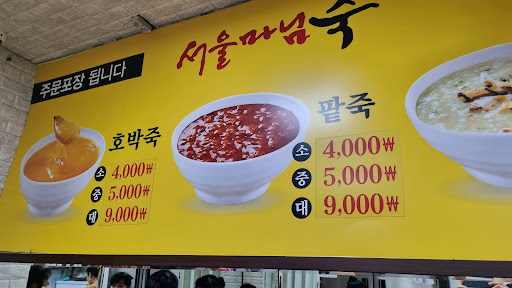 서울마님죽
주문포장 됩니다
호박죽
소 4,000₩
중 5,000₩
대 9,000₩
팥죽
소 4,000₩
중 5,000₩
대 9,000₩